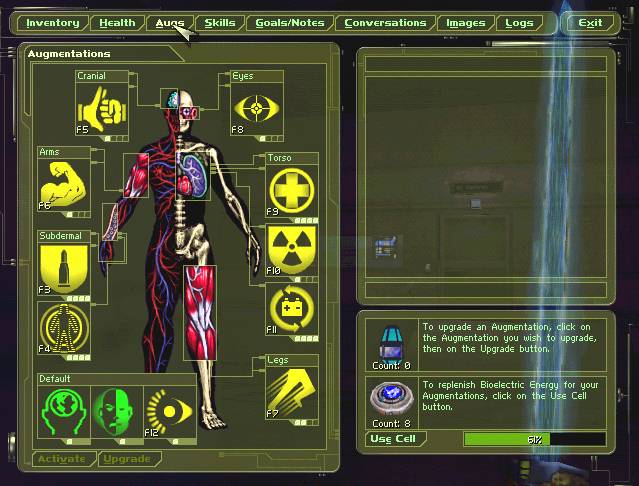 Inventory Health Augs Skills Goals/Notes Conversations Images Logs Exit
Augmentations
Cranial
F5
Eyes
F8
Arms
F6
Torso
F9
Subdermal
F3
F10
F4
F11
Default
F12
Legs
F7
Activate Upgrade
To upgrade an Augmentation, click on
the Augmentation you wish to upgrade,
then on the Upgrade button.
Count: 0
To replenish Bioelectric Energy for your
Augmentations, click on the Use Cell
button.
Count: 8
Use Cell
61%